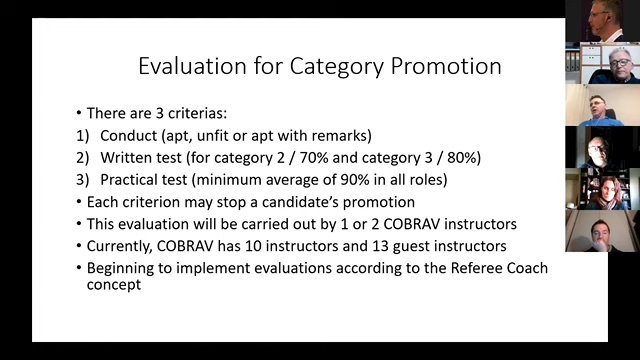 Evaluation for Category Promotion
• There are 3 criterias:
1) Conduct (apt, unfit or apt with remarks)
2) Written test (for category 2 / 70% and category 3 / 80%)
3) Practical test (minimum average of 90% in all roles)
• Each criterion may stop a candidate's promotion
• This evaluation will be carried out by 1 or 2 COBRAV instructors
• Currently, COBRAV has 10 instructors and 13 guest instructors
• Beginning to implement evaluations according to the Referee Coach
concept